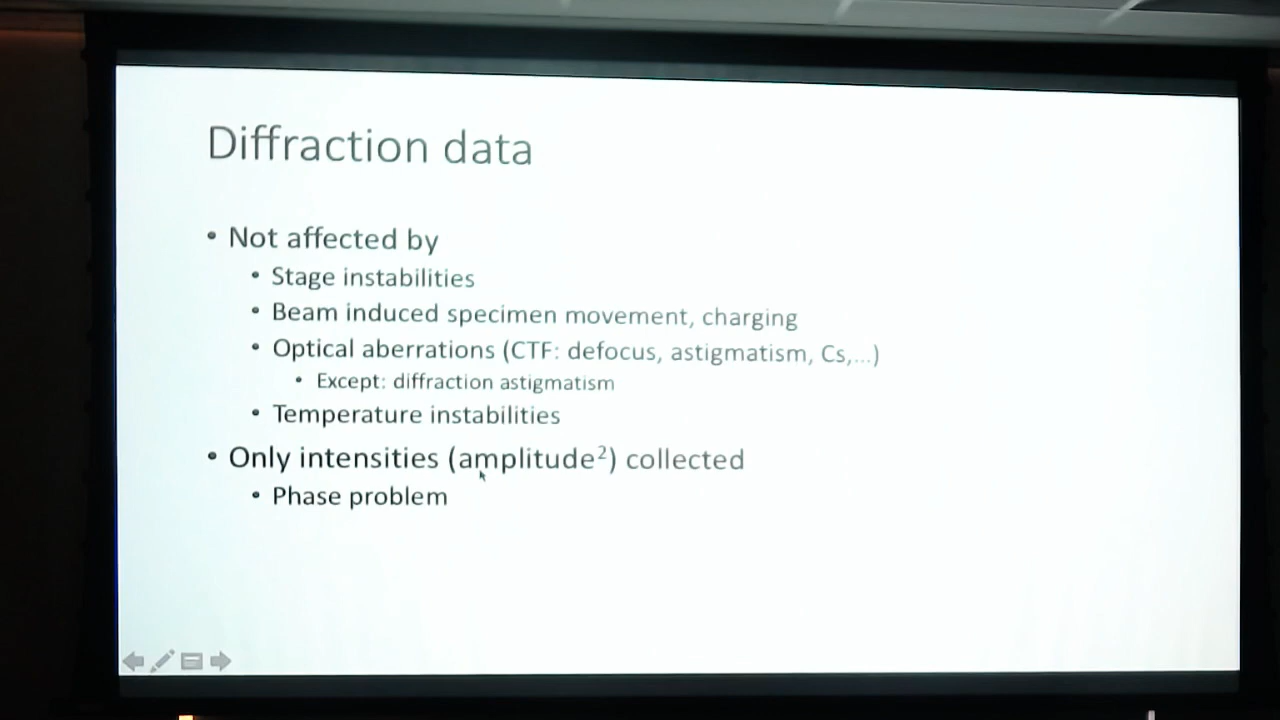 Diffraction data
• Not affected by
• Stage instabilities
• Beam induced specimen movement, charging
• Optical aberrations (CTF: defocus, astigmatism, Cs,...)
• Except: diffraction astigmatism
• Temperature instabilities
• Only intensities (amplitude²) collected
• Phase problem